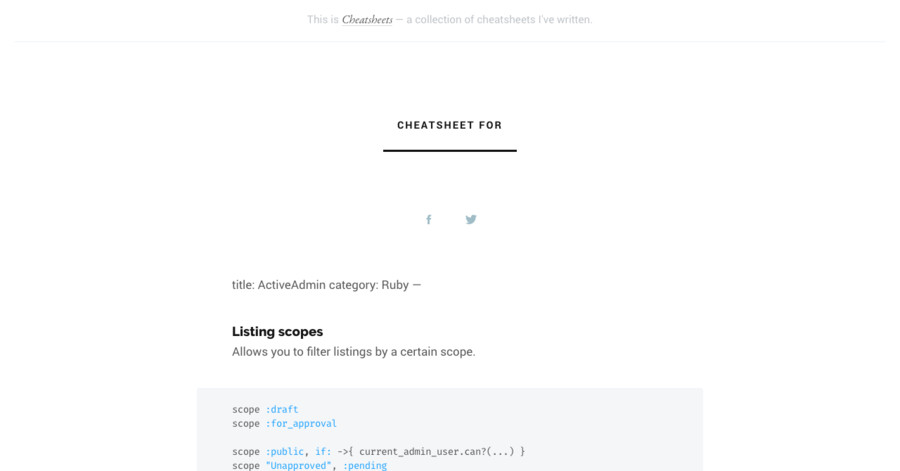 This is Cheatsheets — a collection of cheatsheets I've written.
CHEATSHEET FOR
title: ActiveAdmin category: Ruby —
Listing scopes
Allows you to filter listings by a certain scope.
scope :draft
scope :for_approval
scope :public, if: ->{ current_admin_user.can?(...) }
scope "Unapproved", :pending